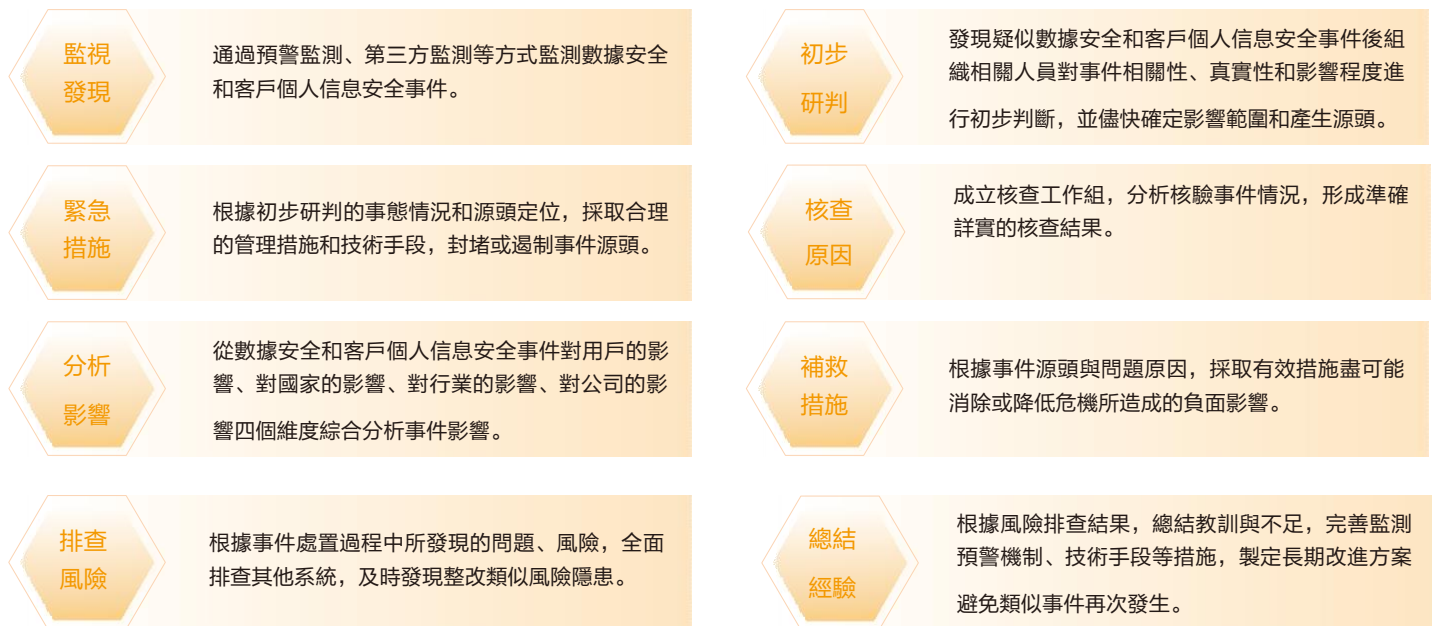 監視
發現
通過預警監測、第三方監測等方式監測數據安全
和客戶個人信息安全事件。
初步
研判
發現疑似數據安全和客戶個人信息安全事件後組
織相關人員對事件相關性、真實性和影響程度進
行初步判斷，並儘快確定影響範圍和產生源頭。
緊急
措施
根據初步研判的事態情況和源頭定位，採取合理
的管理措施和技術手段，封堵或遏制事件源頭。
核查
原因
成立核查工作組，分析核驗事件情況，形成準確
詳實的核查結果。
分析
影響
從數據安全和客戶個人信息安全事件對用戶的影
響、對國家的影響、對行業的影響、對公司的影
響四個維度綜合分析事件影響。
補救
措施
根據事件源頭與問題原因，採取有效措施盡可能
消除或降低危機所造成的負面影響。
排查
風險
根據事件處置過程中所發現的問題、風險，全面
排查其他系統，及時發現整改類似風險隱患。
總結
經驗
根據風險排查結果，總結教訓與不足，完善監測
預警機制、技術手段等措施，製定長期改進方案
避免類似事件再次發生。